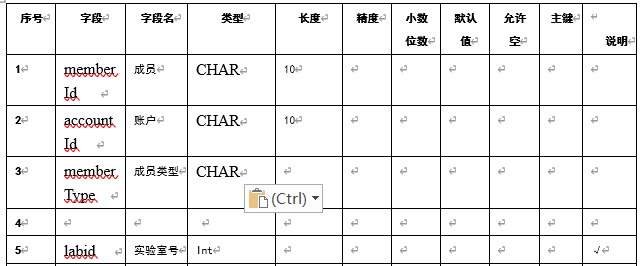 序号 字段 字段名 类型 长度 精度 小数位数 默认值 允许空 主键 说明
1 memberId 成员 CHAR 10
2 accountId 账户 CHAR 10
3 memberType 成员类型 CHAR
(Ctrl)
4
5 labid 实验室号 Int √